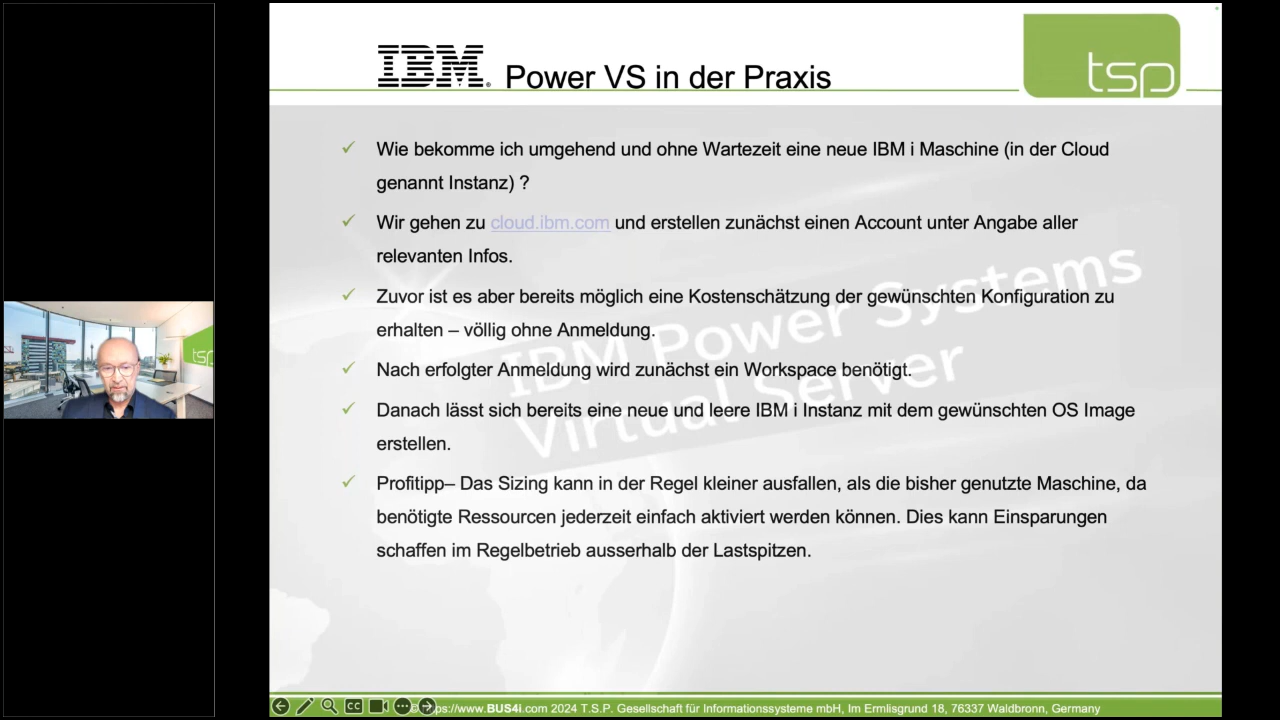 IBM Power VS in der Praxis
tsp
Wie bekomme ich umgehend und ohne Wartezeit eine neue IBM i Maschine (in der Cloud
genannt Instanz) ?
Wir gehen zu cloud.ibm.com und erstellen zunächst einen Account unter Angabe aller
relevanten Infos.
Zuvor ist es aber bereits möglich eine Kostenschätzung der gewünschten Konfiguration zu
erhalten – völlig ohne Anmeldung.
Nach erfolgter Anmeldung wird zunächst ein Workspace benötigt.
Danach lässt sich bereits eine neue und leere IBM i Instanz mit dem gewünschten OS Image
erstellen.
Profitipp– Das Sizing kann in der Regel kleiner ausfallen, als die bisher genutzte Maschine, da
benötigte Ressourcen jederzeit einfach aktiviert werden können. Dies kann Einsparungen
schaffen im Regelbetrieb ausserhalb der Lastspitzen.
IBM Power Systems
Virtual Server
tsp
CC
ps://www.BUS4i.com 2024 T.S.P. Gesellschaft für Informationssysteme mbH, Im Ermlisgrund 18, 76337 Waldbronn, Germany